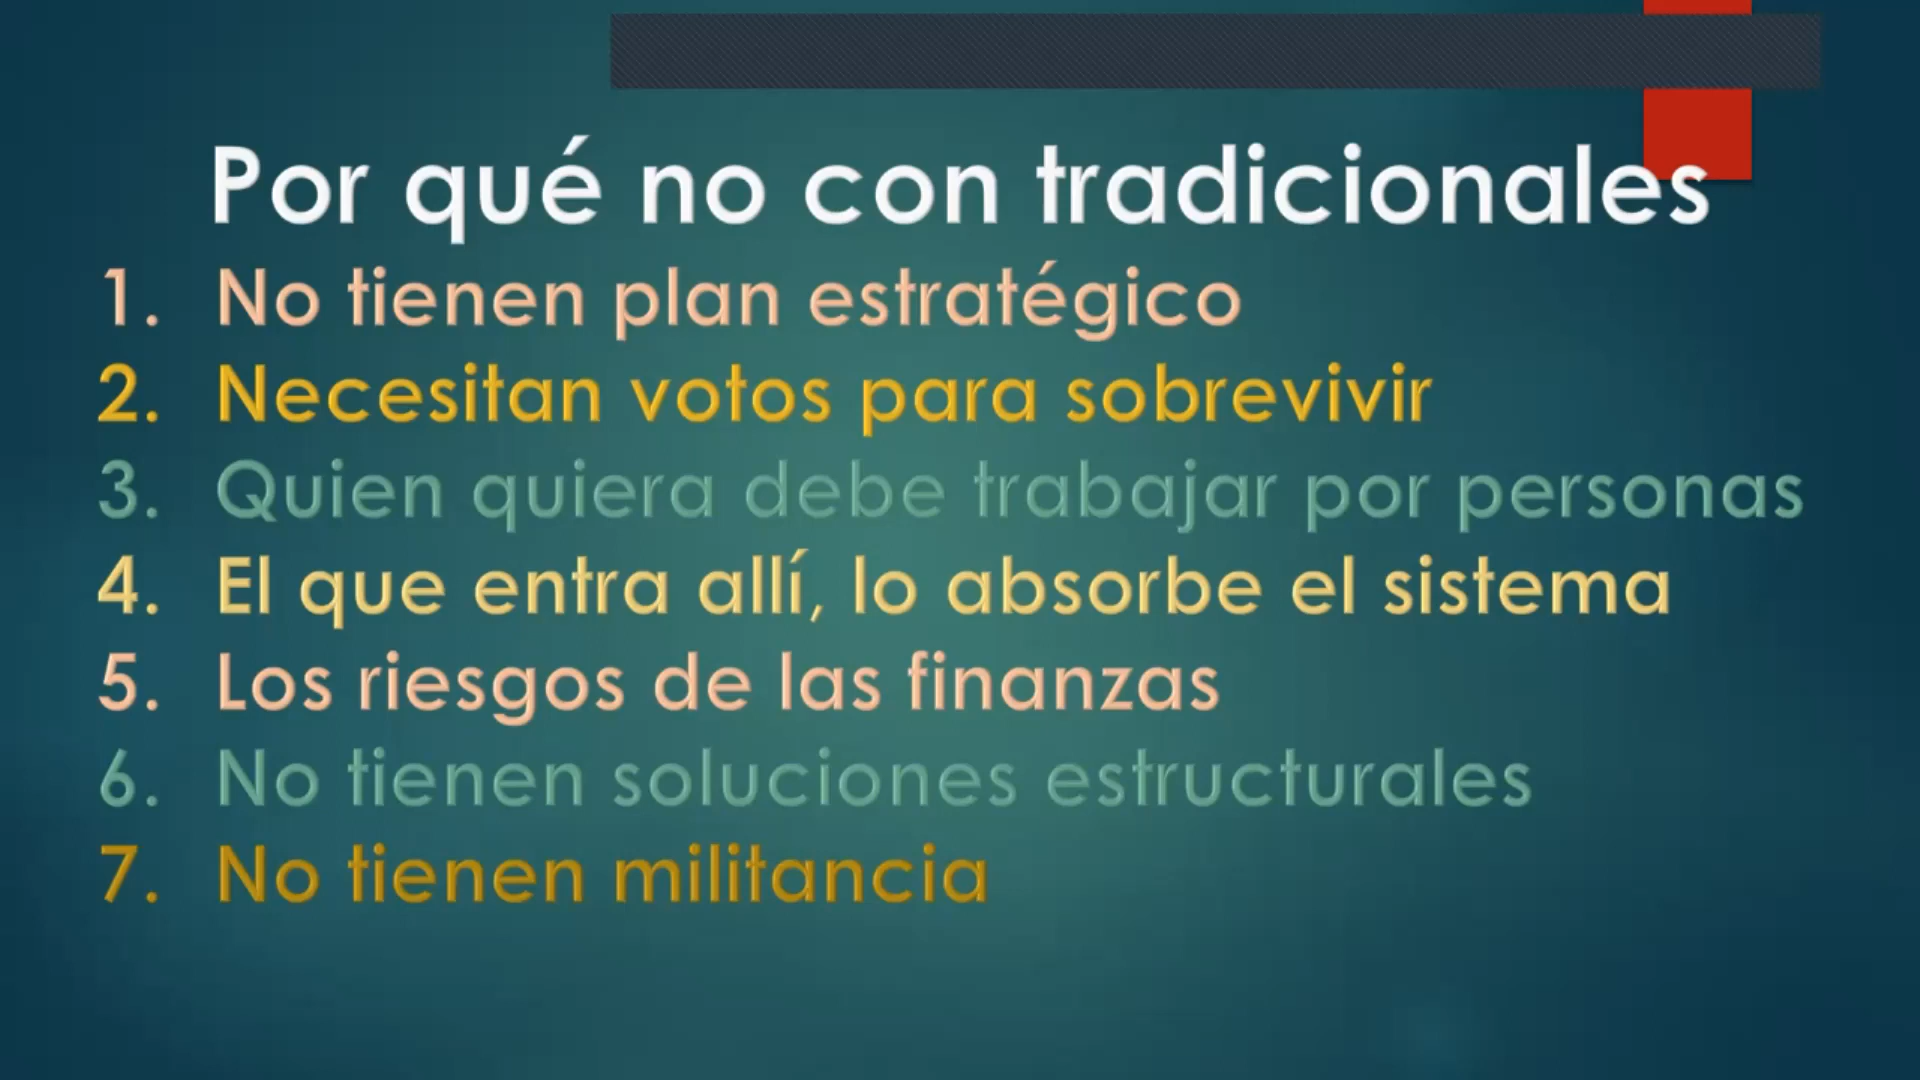 Por qué no con tradicionales
1. No tienen plan estratégico
2. Necesitan votos para sobrevivir
3. Quien quiera debe trabajar por personas
4. El que entra allí, lo absorbe el sistema
5. Los riesgos de las finanzas
6. No tienen soluciones estructurales
7. No tienen militancia